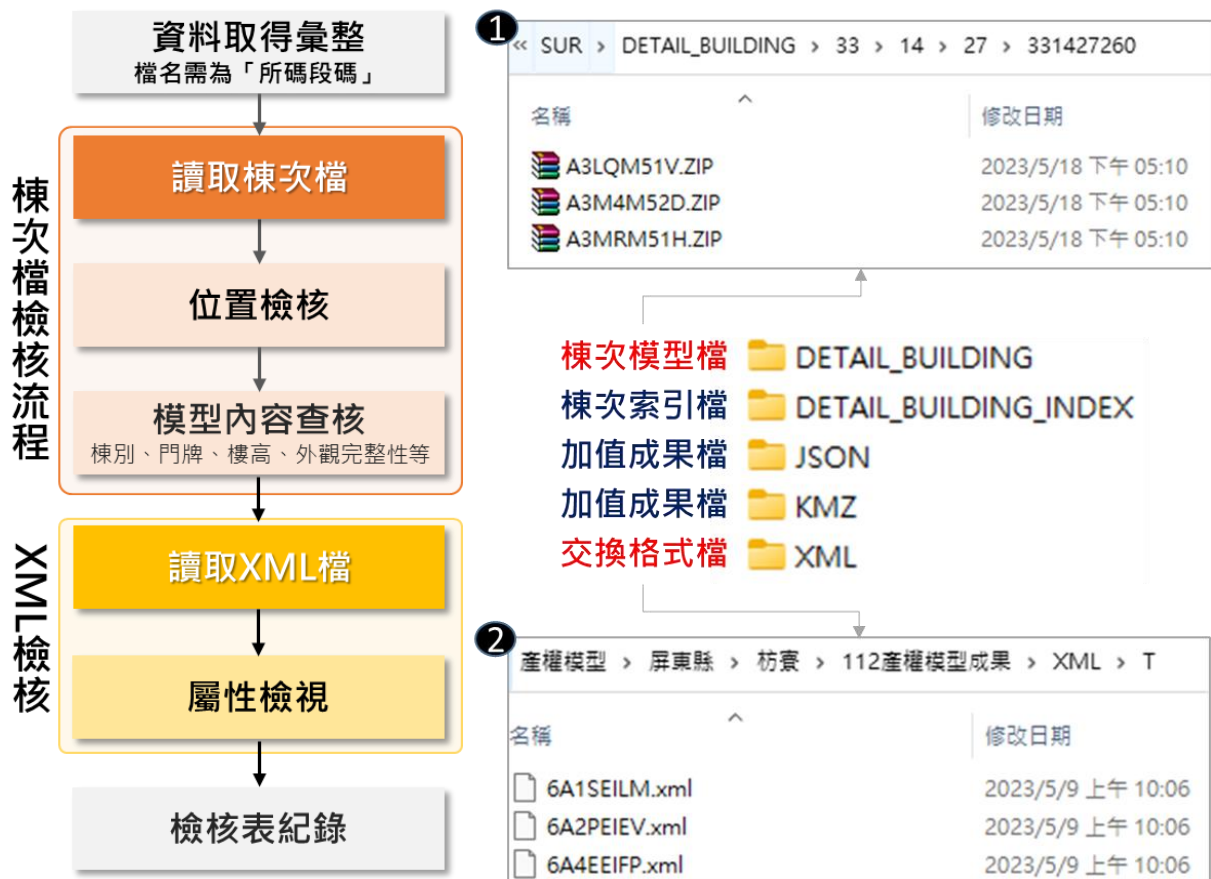 資料取得彙整
檔名需為「所碼段碼」
棟次檔檢核流程
讀取棟次檔
位置檢核
模型內容查核
棟別、門牌、樓高、外觀完整性等
XML檢核
讀取XML檔
屬性檢視
檢核表紀錄
1
« SUR > DETAIL_BUILDING > 33 > 14 > 27 > 331427260
名稱 修改日期
A3LQM51V.ZIP 2023/5/18 下午 05:10
A3M4M52D.ZIP 2023/5/18 下午 05:10
A3MRM51H.ZIP 2023/5/18 下午 05:10
棟次模型檔 DETAIL_BUILDING
棟次索引檔 DETAIL_BUILDING_INDEX
加值成果檔 JSON
加值成果檔 KMZ
交換格式檔 XML
2
產權模型 > 屏東縣 > 枋寮 > 112產權模型成果 > XML > T
名稱 修改日期
6A1SEILM.xml 2023/5/9 上午 10:06
6A2PEIEV.xml 2023/5/9 上午 10:06
6A4EEIFP.xml 2023/5/9 上午 10:06